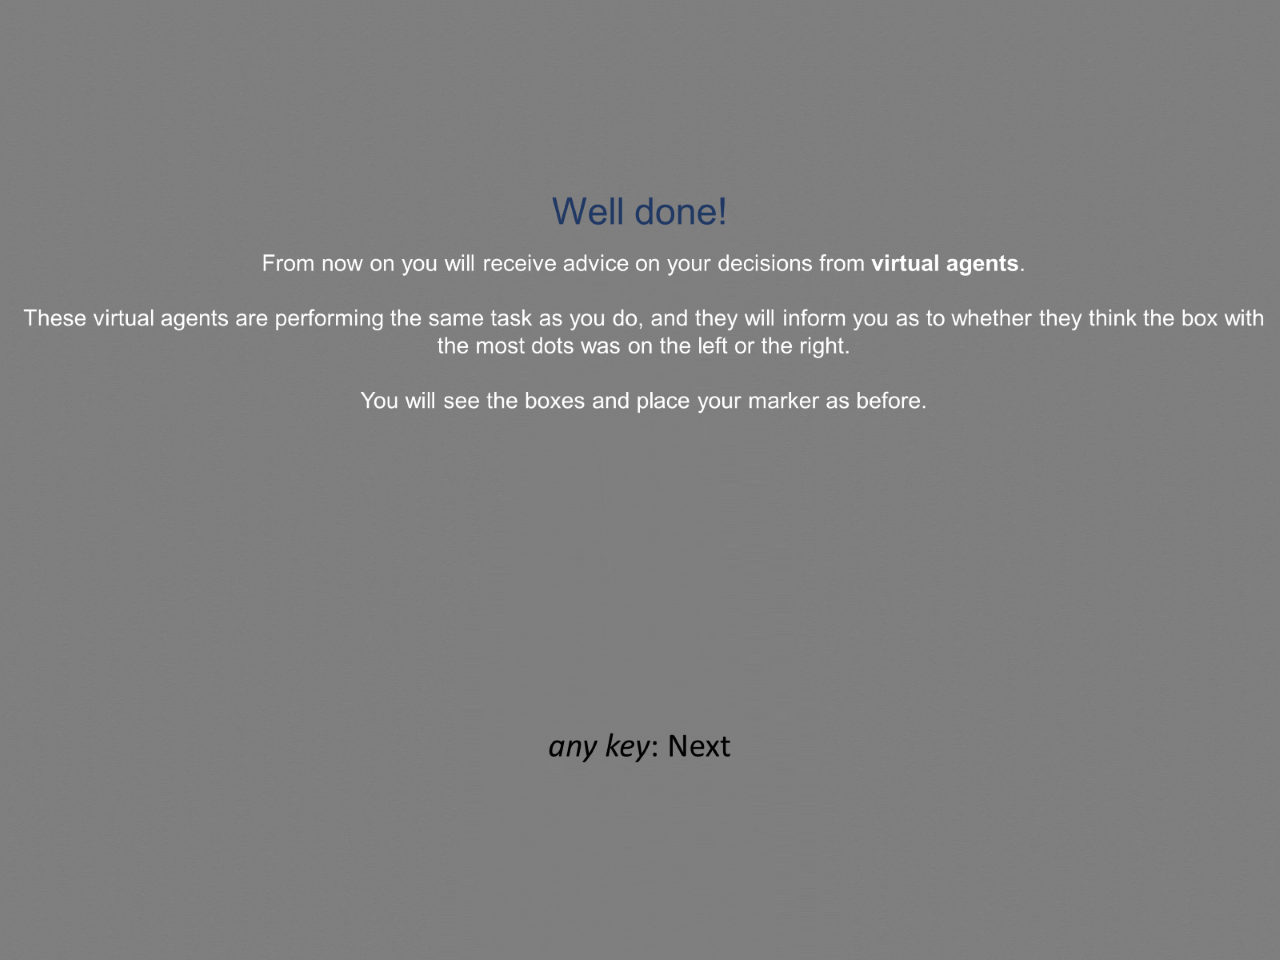 Well done!
From now on you will receive advice on your decisions from virtual agents.
These virtual agents are performing the same task as you do, and they will inform you as to whether they think the box with
the most dots was on the left or the right.
You will see the boxes and place your marker as before.
any key: Next